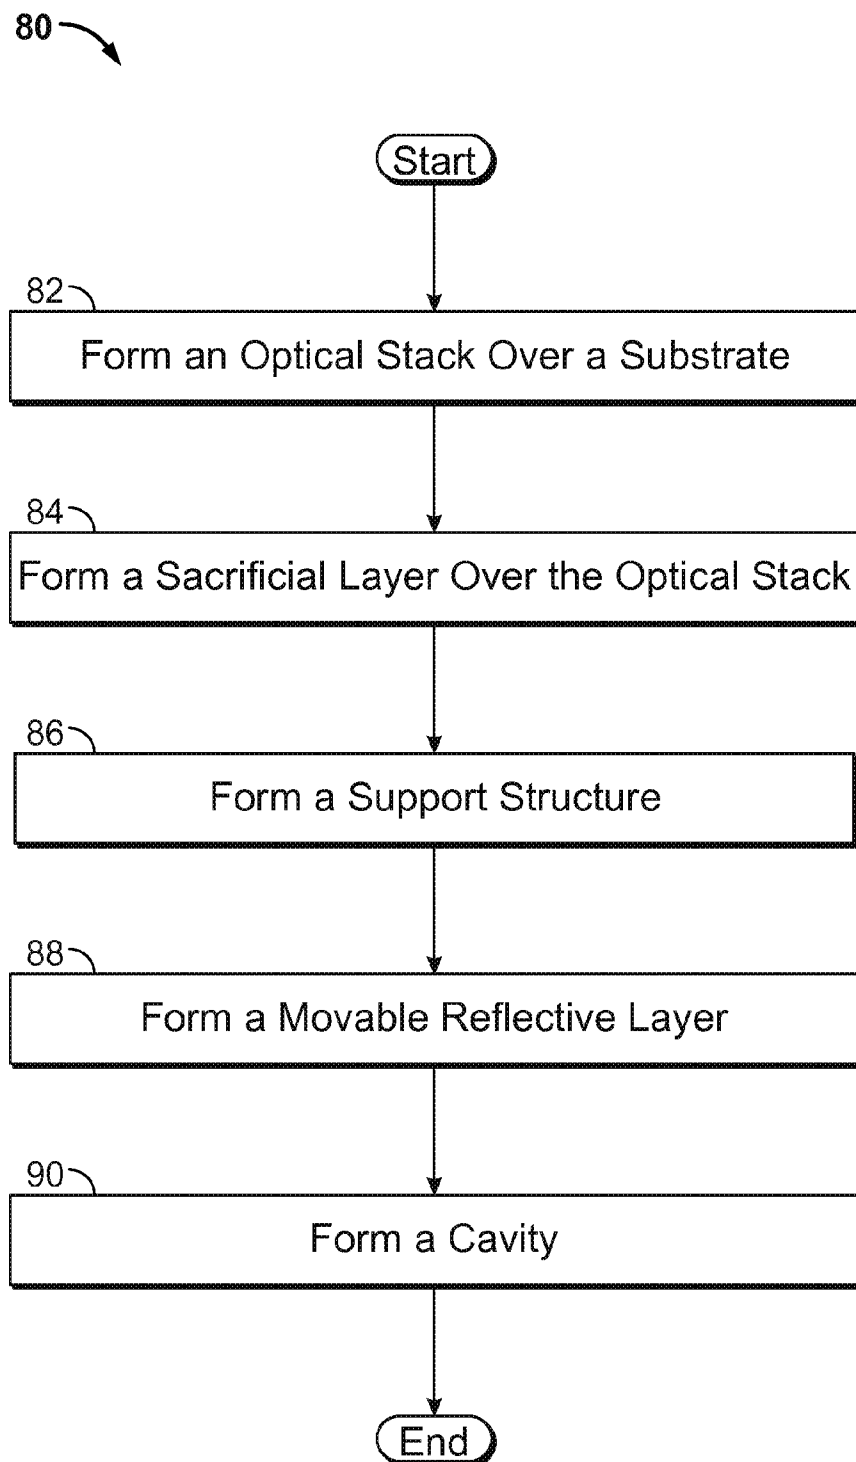 80
Start
82
Form an Optical Stack Over a Substrate
84
Form a Sacrificial Layer Over the Optical Stack
86
Form a Support Structure
88
Form a Movable Reflective Layer
90
Form a Cavity
End